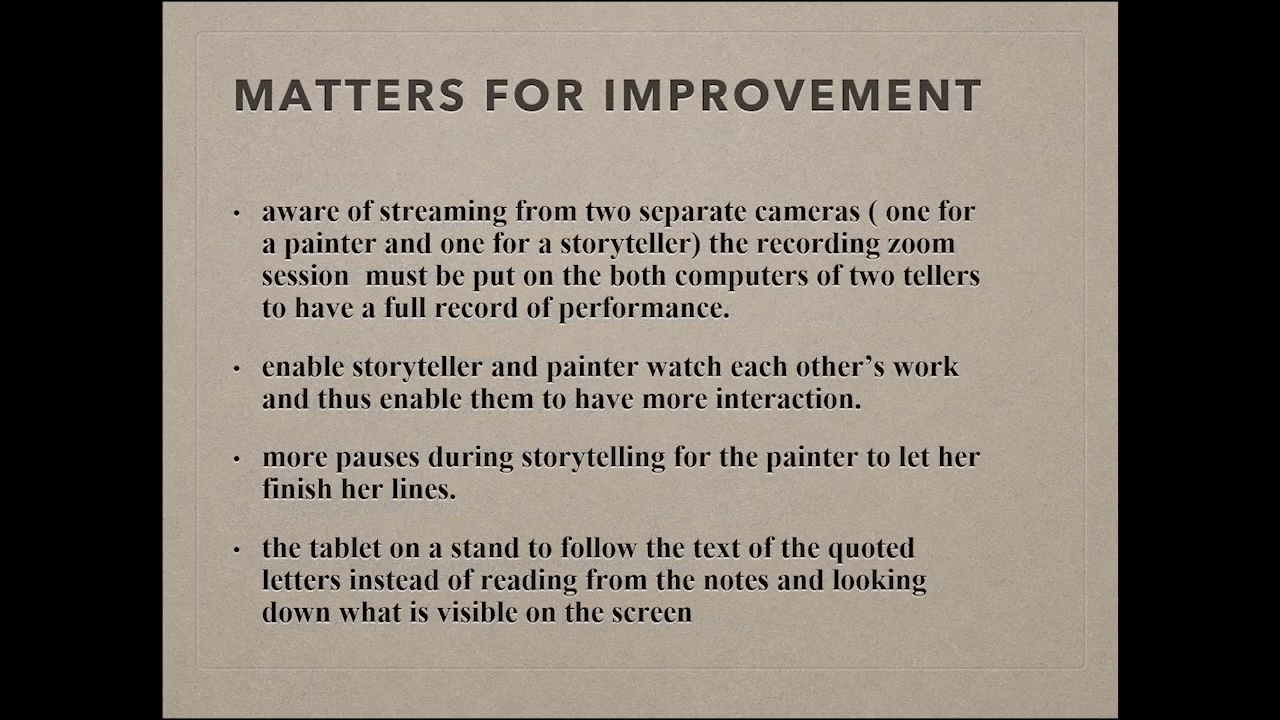 MATTERS FOR IMPROVEMENT
• aware of streaming from two separate cameras ( one for
a painter and one for a storyteller) the recording zoom
session  must be put on the both computers of two tellers
to have a full record of performance.
• enable storyteller and painter watch each other’s work
and thus enable them to have more interaction.
• more pauses during storytelling for the painter to let her
finish her lines.
• the tablet on a stand to follow the text of the quoted
letters instead of reading from the notes and looking
down what is visible on the screen